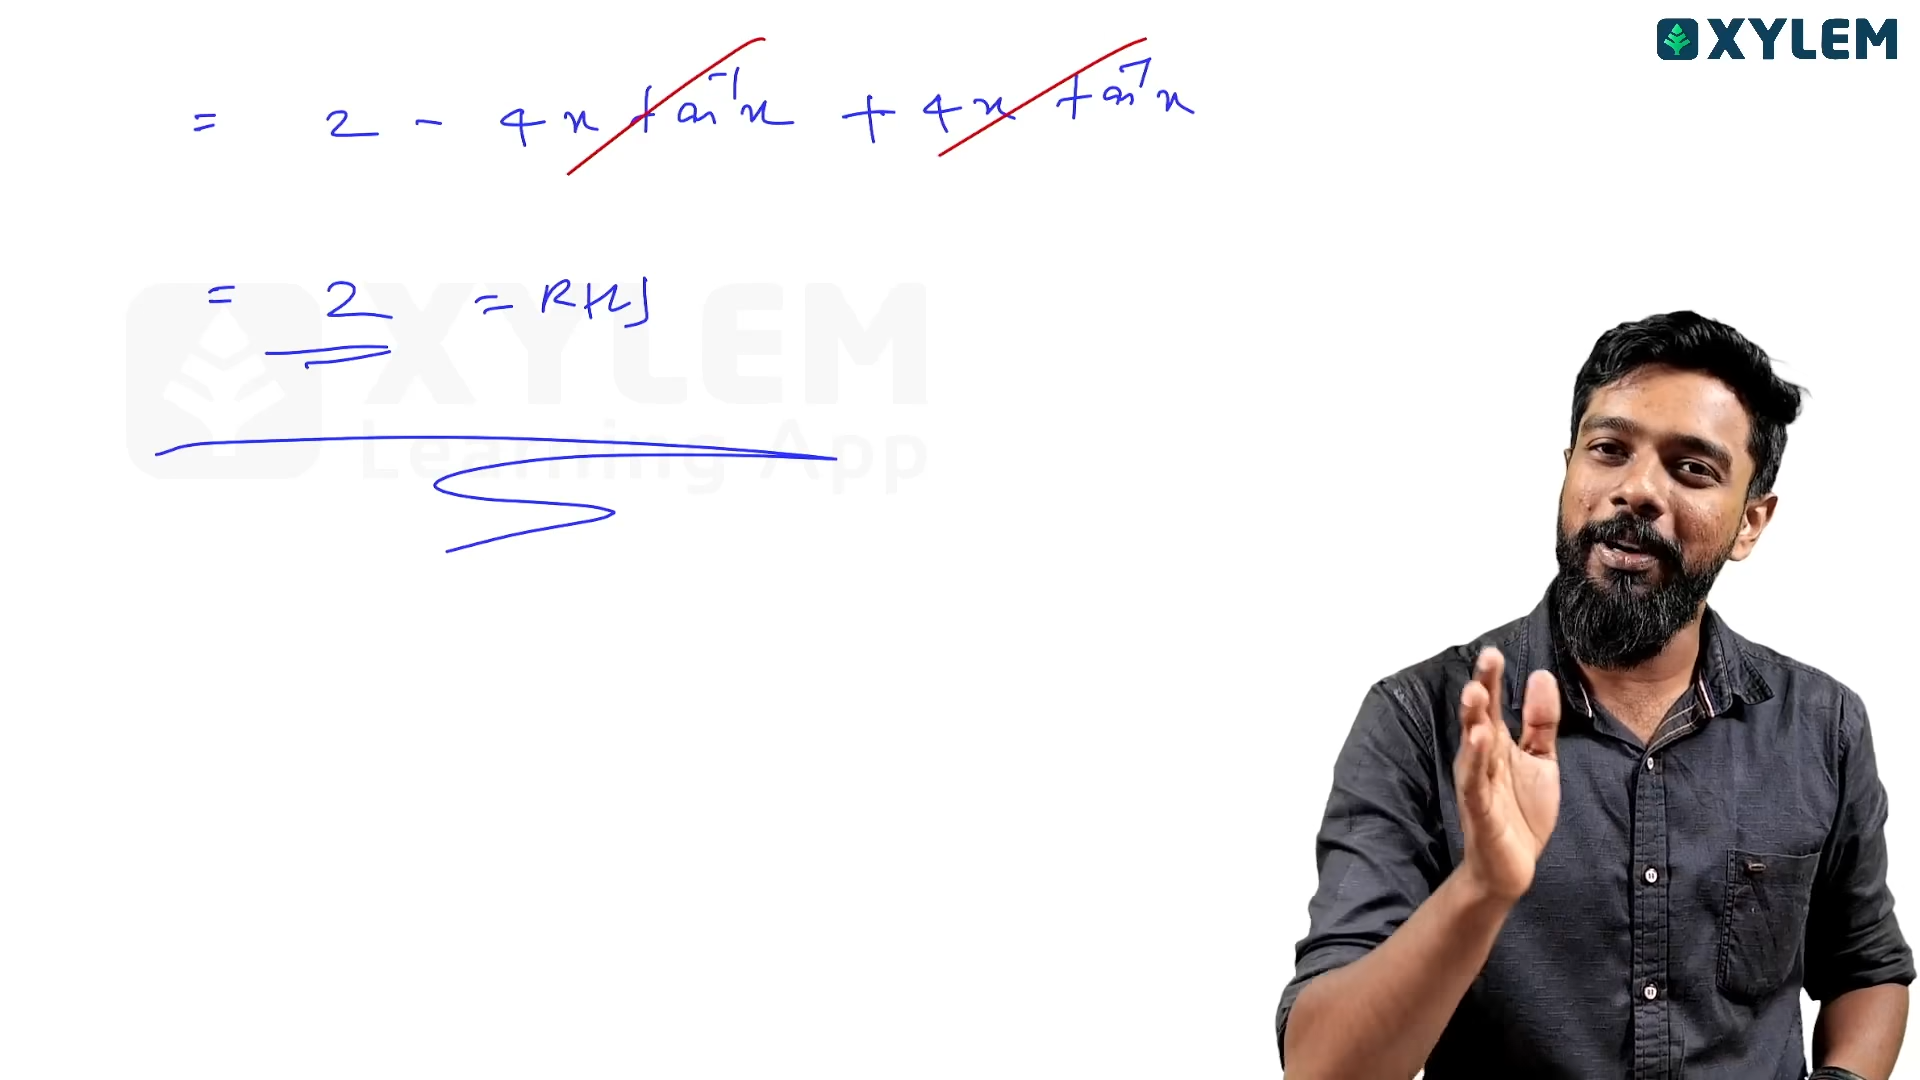 XYLEM
= 2 - 4x tan⁻¹x + 4x tan⁻¹x
= 2 = RHS
XYLEM
Learning App